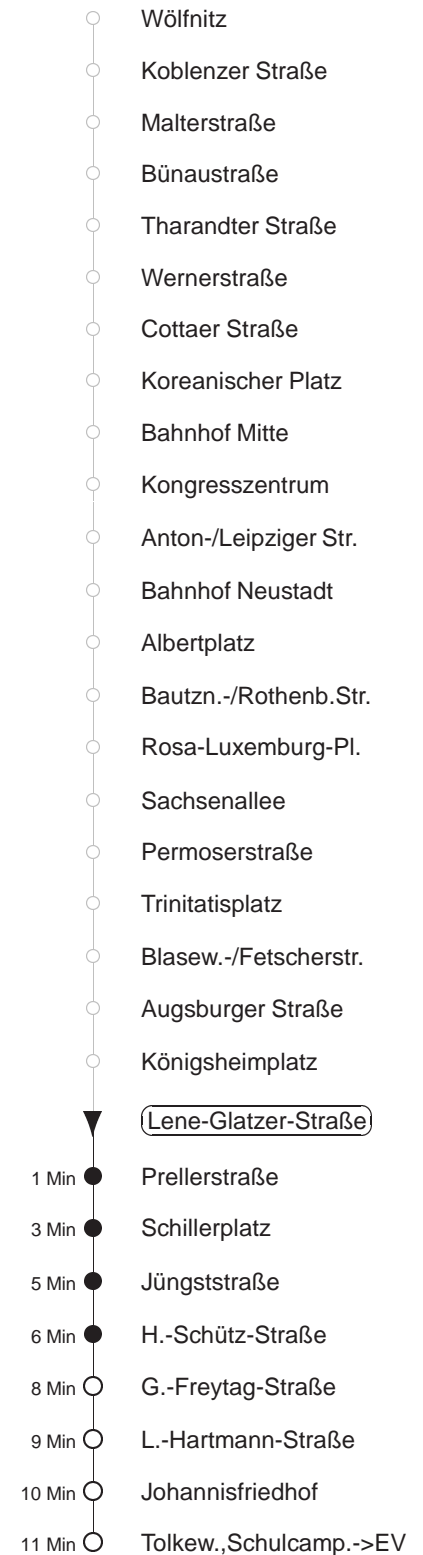 Wölfnitz
Koblenzer Straße
Malterstraße
Bünaustraße
Tharandter Straße
Wernerstraße
Cottaer Straße
Koreanischer Platz
Bahnhof Mitte
Kongresszentrum
Anton-/Leipziger Str.
Bahnhof Neustadt
Albertplatz
Bautzn.-/Rothenb.Str.
Rosa-Luxemburg-Pl.
Sachsenallee
Permoserstraße
Trinitatisplatz
Blasew.-/Fetscherstr.
Augsburger Straße
Königsheimplatz
Lene-Glatzer-Straße
1 Min Prellerstraße
3 Min Schillerplatz
5 Min Jüngststraße
6 Min H.-Schütz-Straße
8 Min G.-Freytag-Straße
9 Min L.-Hartmann-Straße
10 Min Johannisfriedhof
11 Min Tolkew.,Schulcamp.->EV